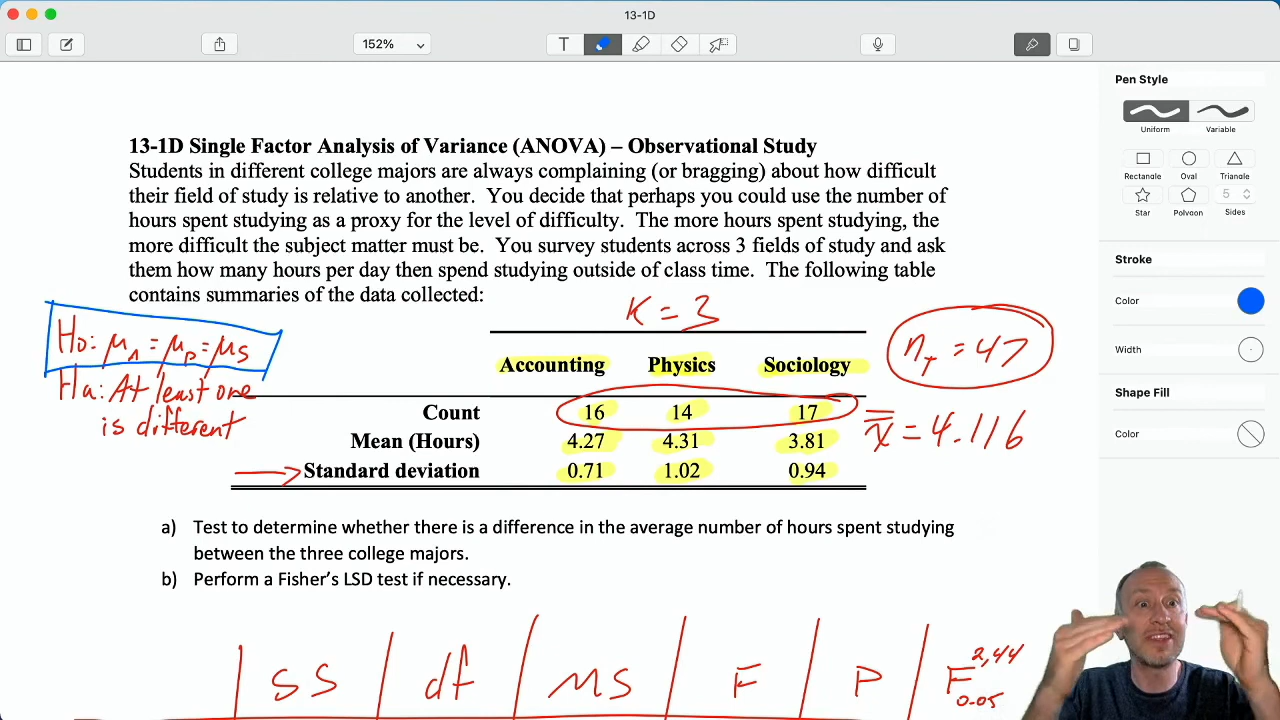 13-1D
152%
T
Pen Style
Uniform Variable
Rectangle Oval Triangle
5
Star Polygon Sides
Stroke
Color
Width
Shape Fill
Color
13-1D Single Factor Analysis of Variance (ANOVA) – Observational Study
Students in different college majors are always complaining (or bragging) about how difficult
their field of study is relative to another. You decide that perhaps you could use the number of
hours spent studying as a proxy for the level of difficulty. The more hours spent studying, the
more difficult the subject matter must be. You survey students across 3 fields of study and ask
them how many hours per day then spend studying outside of class time. The following table
contains summaries of the data collected:
K = 3
H0: μA = μP = μS
Ha: At least one
is different
nT = 47
Accounting Physics Sociology
Count 16 14 17
Mean (Hours) 4.27 4.31 3.81
x̿ = 4.116
Standard deviation 0.71 1.02 0.94
a) Test to determine whether there is a difference in the average number of hours spent studying
between the three college majors.
b) Perform a Fisher's LSD test if necessary.
SS | df | MS | F | P | F 2,44 0.05